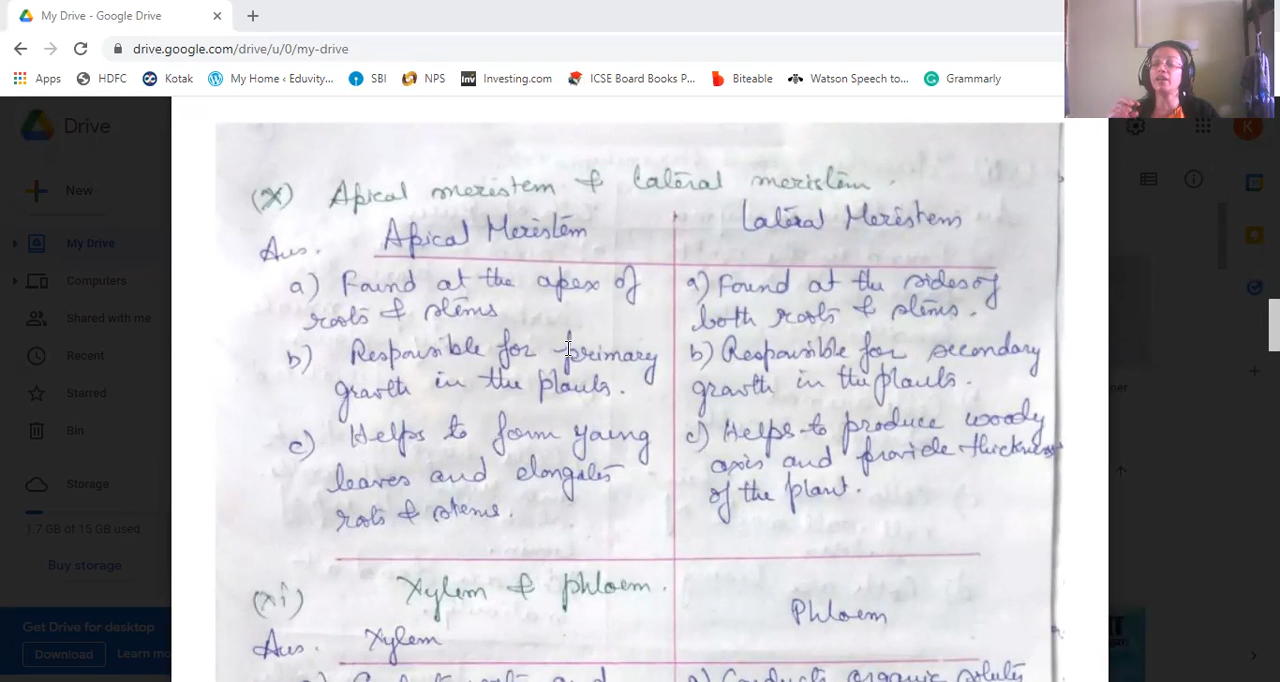 My Drive - Google Drive
drive.google.com/drive/u/0/my-drive
Apps HDFC Kotak My Home ‹ Eduvity... SBI NPS Inv Investing.com ICSE Board Books P... Biteable Watson Speech to... Grammarly
Drive
New
My Drive
Computers
Shared with me
Recent
Starred
Bin
Storage
1.7 GB of 15 GB used
Buy storage
Get Drive for desktop
Download Learn mo
K
(x) Apical meristem & lateral meristem.
Ans. Apical Meristem
a) Found at the apex of
roots & stems
b) Responsible for primary
growth in the plants.
c) Helps to form young
leaves and elongates
roots & stems.
Lateral Meristem
a) Found at the sides of
both roots & stems.
b) Responsible for secondary
growth in the plants.
c) Helps to produce woody
axis and provide thickness
of the plant.
(xi) Xylem & phloem.
Ans. Xylem
Phloem
a) Conducts organic solutes